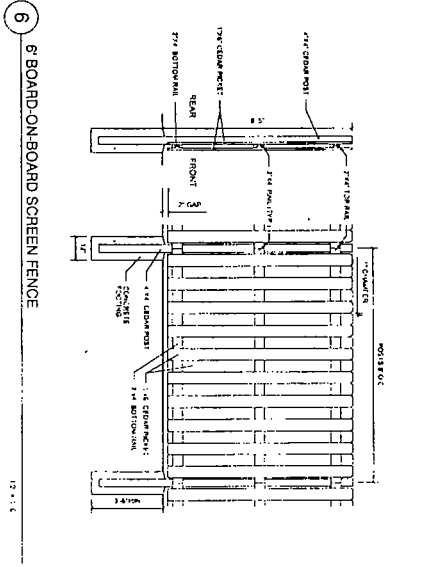 4"X4" CEDAR POST
1"X6" CEDAR PICKET
2"X4" BOTTOM RAIL
REAR
FRONT
2"X4" TOP RAIL
2"X4" RAIL (TYP.)
2" GAP
POSTS 8' O.C.
1" CHAMFER
4"X4" CEDAR POST
CONCRETE
FOOTING
1"X6" CEDAR PICKET
2"X4" BOTTOM RAIL
6
6' BOARD-ON-BOARD SCREEN FENCE